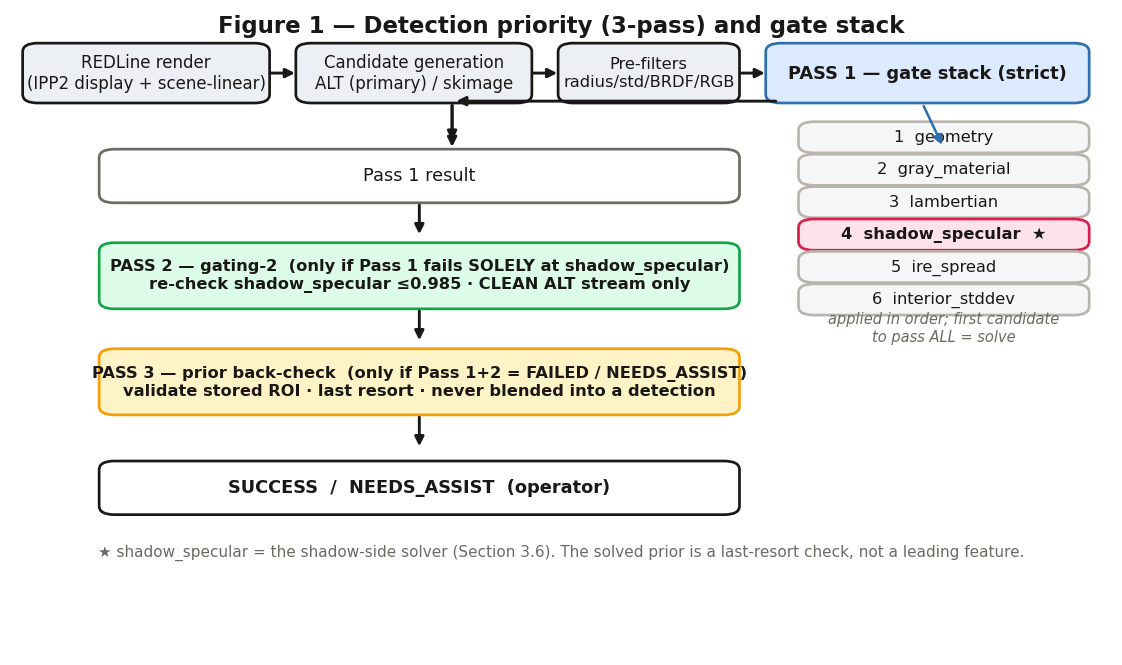 Figure 1 — Detection priority (3-pass) and gate stack
REDLine render
(IPP2 display + scene-linear)
Candidate generation
ALT (primary) / skimage
Pre-filters
radius/std/BRDF/RGB
PASS 1 — gate stack (strict)
1  geometry
2  gray_material
3  lambertian
4  shadow_specular  ★
5  ire_spread
6  interior_stddev
applied in order; first candidate
to pass ALL = solve
Pass 1 result
PASS 2 — gating-2  (only if Pass 1 fails SOLELY at shadow_specular)
re-check shadow_specular ≤0.985 · CLEAN ALT stream only
PASS 3 — prior back-check  (only if Pass 1+2 = FAILED / NEEDS_ASSIST)
validate stored ROI · last resort · never blended into a detection
SUCCESS  /  NEEDS_ASSIST  (operator)
★ shadow_specular = the shadow-side solver (Section 3.6). The solved prior is a last-resort check, not a leading feature.